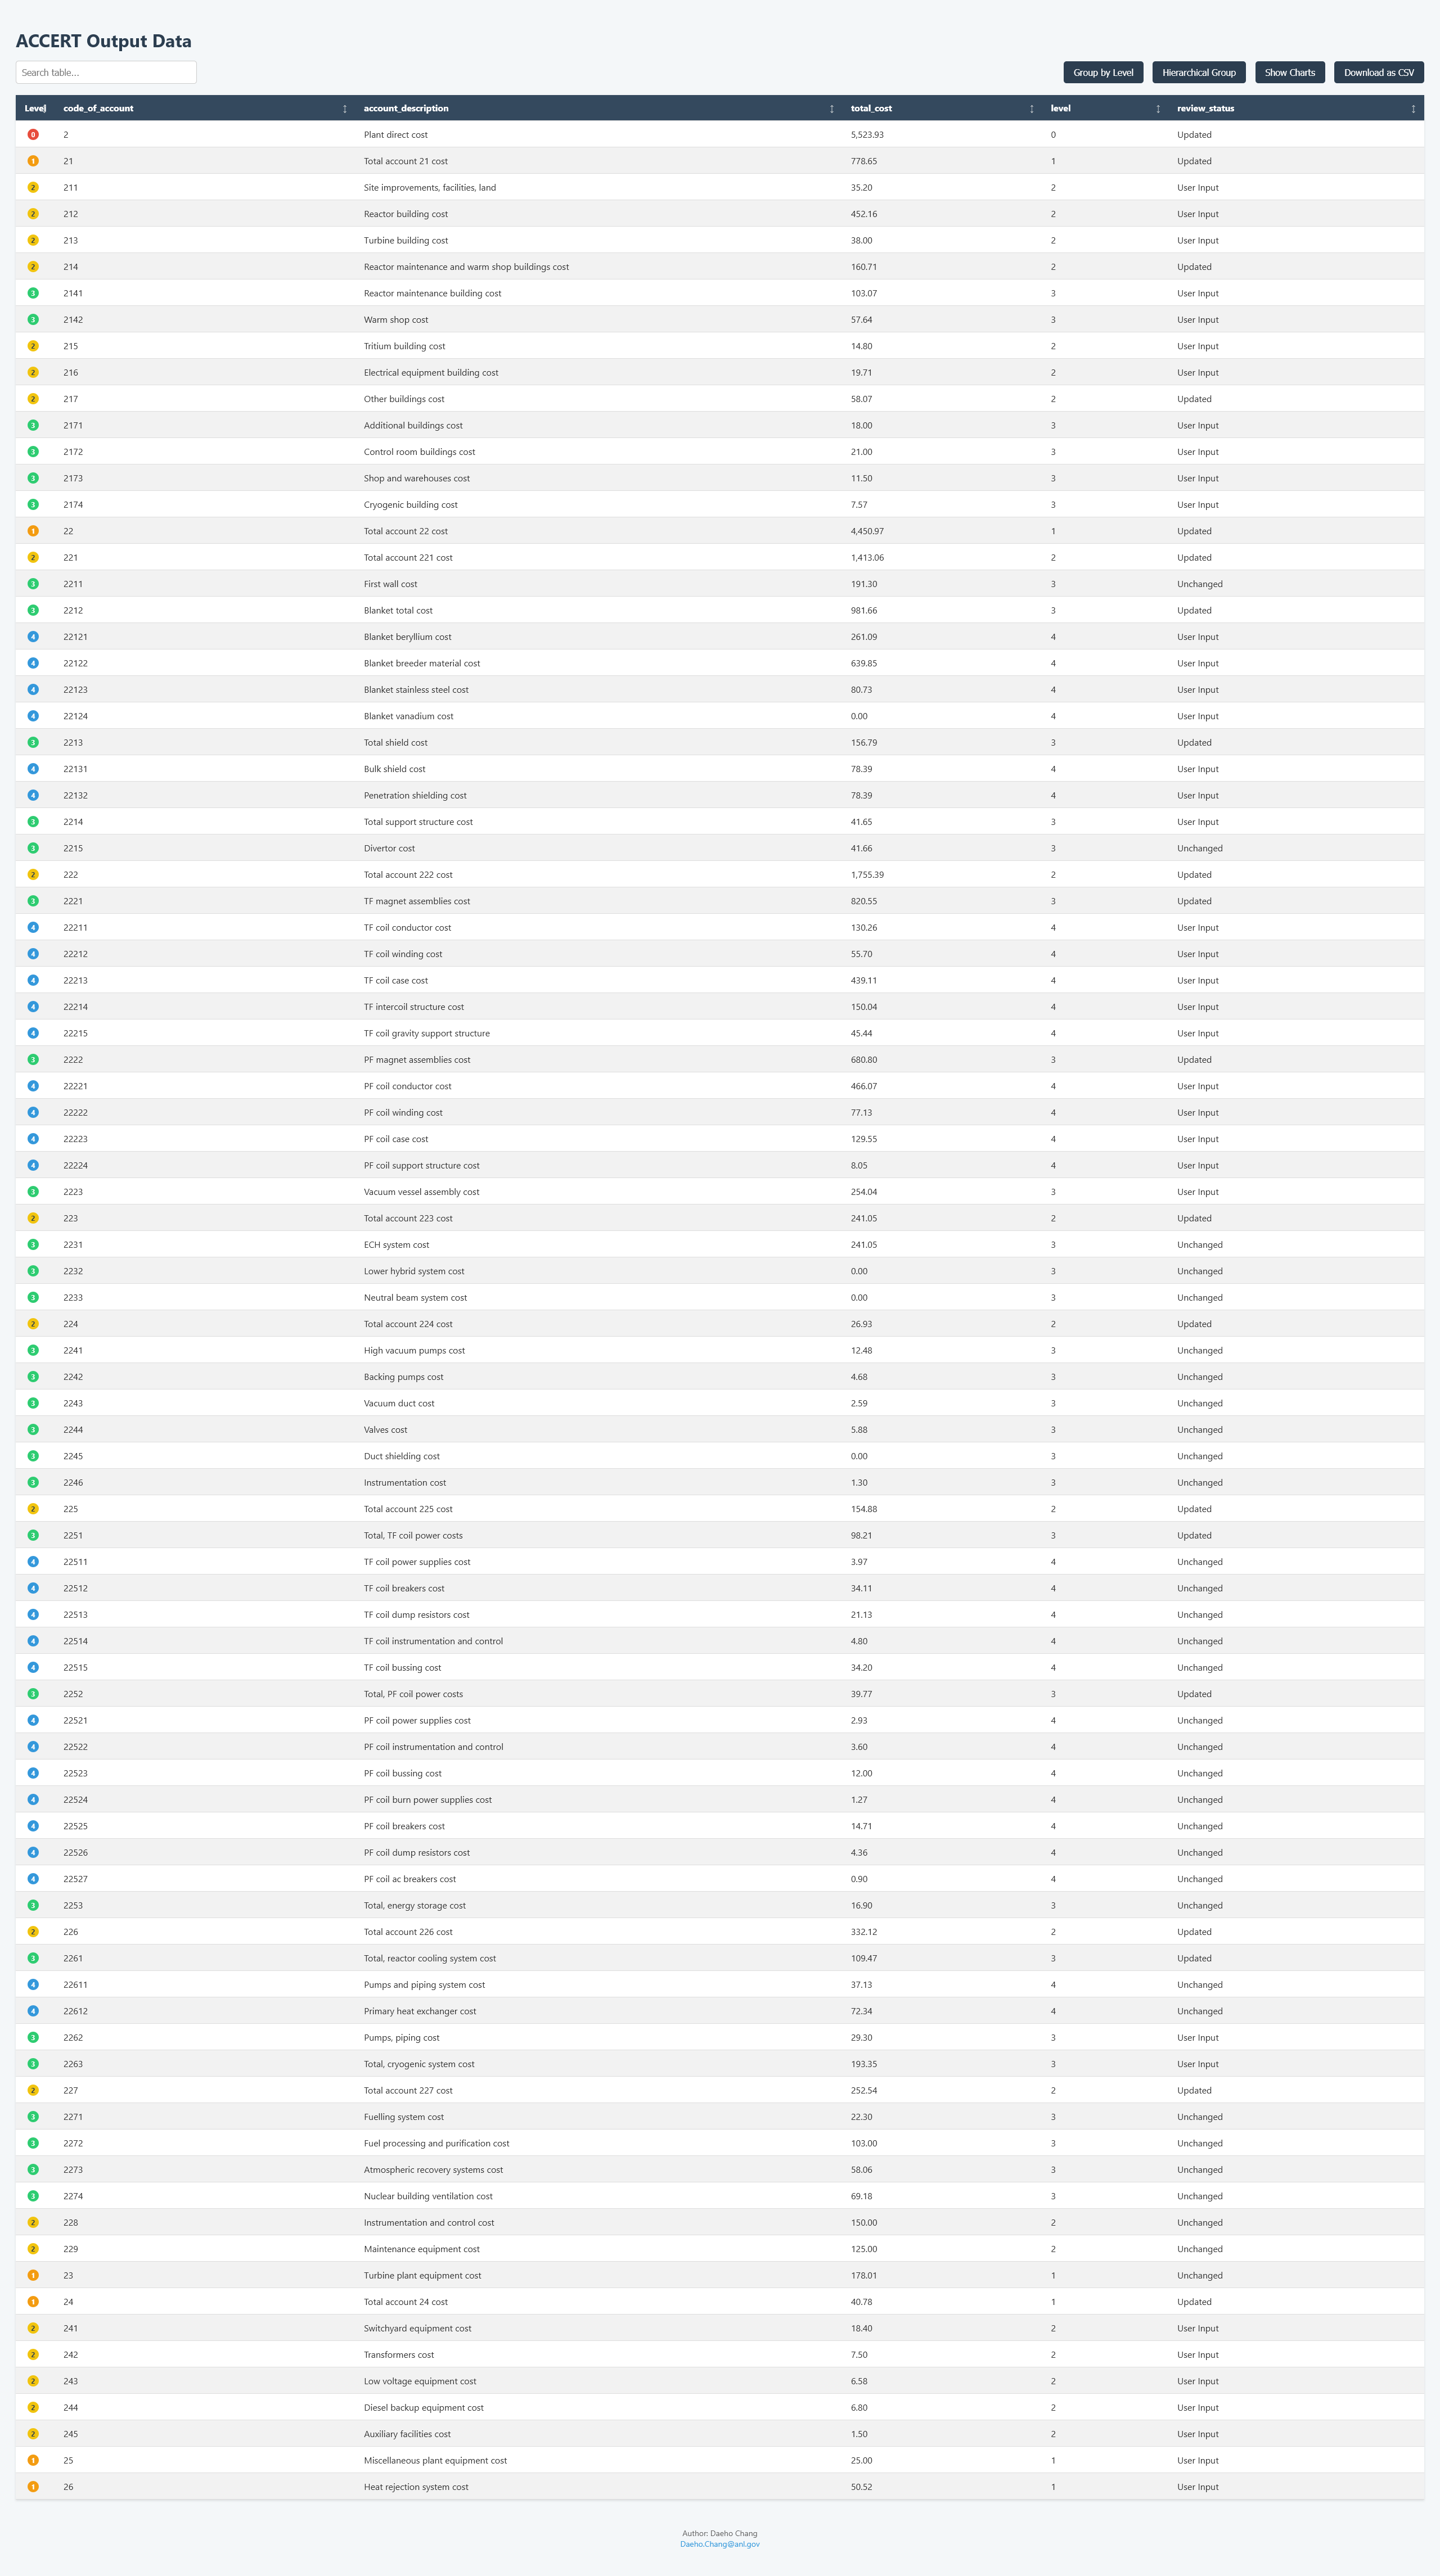 ACCERT Output Data
Search table...
Group by Level Hierarchical Group Show Charts Download as CSV
Level code_of_account account_description total_cost level review_status
0 2 Plant direct cost 5,523.93 0 Updated
1 21 Total account 21 cost 778.65 1 Updated
2 211 Site improvements, facilities, land 35.20 2 User Input
2 212 Reactor building cost 452.16 2 User Input
2 213 Turbine building cost 38.00 2 User Input
2 214 Reactor maintenance and warm shop buildings cost 160.71 2 Updated
3 2141 Reactor maintenance building cost 103.07 3 User Input
3 2142 Warm shop cost 57.64 3 User Input
2 215 Tritium building cost 14.80 2 User Input
2 216 Electrical equipment building cost 19.71 2 User Input
2 217 Other buildings cost 58.07 2 Updated
3 2171 Additional buildings cost 18.00 3 User Input
3 2172 Control room buildings cost 21.00 3 User Input
3 2173 Shop and warehouses cost 11.50 3 User Input
3 2174 Cryogenic building cost 7.57 3 User Input
1 22 Total account 22 cost 4,450.97 1 Updated
2 221 Total account 221 cost 1,413.06 2 Updated
3 2211 First wall cost 191.30 3 Unchanged
3 2212 Blanket total cost 981.66 3 Updated
4 22121 Blanket beryllium cost 261.09 4 User Input
4 22122 Blanket breeder material cost 639.85 4 User Input
4 22123 Blanket stainless steel cost 80.73 4 User Input
4 22124 Blanket vanadium cost 0.00 4 User Input
3 2213 Total shield cost 156.79 3 Updated
4 22131 Bulk shield cost 78.39 4 User Input
4 22132 Penetration shielding cost 78.39 4 User Input
3 2214 Total support structure cost 41.65 3 User Input
3 2215 Divertor cost 41.66 3 Unchanged
2 222 Total account 222 cost 1,755.39 2 Updated
3 2221 TF magnet assemblies cost 820.55 3 Updated
4 22211 TF coil conductor cost 130.26 4 User Input
4 22212 TF coil winding cost 55.70 4 User Input
4 22213 TF coil case cost 439.11 4 User Input
4 22214 TF intercoil structure cost 150.04 4 User Input
4 22215 TF coil gravity support structure 45.44 4 User Input
3 2222 PF magnet assemblies cost 680.80 3 Updated
4 22221 PF coil conductor cost 466.07 4 User Input
4 22222 PF coil winding cost 77.13 4 User Input
4 22223 PF coil case cost 129.55 4 User Input
4 22224 PF coil support structure cost 8.05 4 User Input
3 2223 Vacuum vessel assembly cost 254.04 3 User Input
2 223 Total account 223 cost 241.05 2 Updated
3 2231 ECH system cost 241.05 3 Unchanged
3 2232 Lower hybrid system cost 0.00 3 Unchanged
3 2233 Neutral beam system cost 0.00 3 Unchanged
2 224 Total account 224 cost 26.93 2 Updated
3 2241 High vacuum pumps cost 12.48 3 Unchanged
3 2242 Backing pumps cost 4.68 3 Unchanged
3 2243 Vacuum duct cost 2.59 3 Unchanged
3 2244 Valves cost 5.88 3 Unchanged
3 2245 Duct shielding cost 0.00 3 Unchanged
3 2246 Instrumentation cost 1.30 3 Unchanged
2 225 Total account 225 cost 154.88 2 Updated
3 2251 Total, TF coil power costs 98.21 3 Updated
4 22511 TF coil power supplies cost 3.97 4 Unchanged
4 22512 TF coil breakers cost 34.11 4 Unchanged
4 22513 TF coil dump resistors cost 21.13 4 Unchanged
4 22514 TF coil instrumentation and control 4.80 4 Unchanged
4 22515 TF coil bussing cost 34.20 4 Unchanged
3 2252 Total, PF coil power costs 39.77 3 Updated
4 22521 PF coil power supplies cost 2.93 4 Unchanged
4 22522 PF coil instrumentation and control 3.60 4 Unchanged
4 22523 PF coil bussing cost 12.00 4 Unchanged
4 22524 PF coil burn power supplies cost 1.27 4 Unchanged
4 22525 PF coil breakers cost 14.71 4 Unchanged
4 22526 PF coil dump resistors cost 4.36 4 Unchanged
4 22527 PF coil ac breakers cost 0.90 4 Unchanged
3 2253 Total, energy storage cost 16.90 3 Unchanged
2 226 Total account 226 cost 332.12 2 Updated
3 2261 Total, reactor cooling system cost 109.47 3 Updated
4 22611 Pumps and piping system cost 37.13 4 Unchanged
4 22612 Primary heat exchanger cost 72.34 4 Unchanged
3 2262 Pumps, piping cost 29.30 3 User Input
3 2263 Total, cryogenic system cost 193.35 3 User Input
2 227 Total account 227 cost 252.54 2 Updated
3 2271 Fuelling system cost 22.30 3 Unchanged
3 2272 Fuel processing and purification cost 103.00 3 Unchanged
3 2273 Atmospheric recovery systems cost 58.06 3 Unchanged
3 2274 Nuclear building ventilation cost 69.18 3 Unchanged
2 228 Instrumentation and control cost 150.00 2 Unchanged
2 229 Maintenance equipment cost 125.00 2 Unchanged
1 23 Turbine plant equipment cost 178.01 1 Unchanged
1 24 Total account 24 cost 40.78 1 Updated
2 241 Switchyard equipment cost 18.40 2 User Input
2 242 Transformers cost 7.50 2 User Input
2 243 Low voltage equipment cost 6.58 2 User Input
2 244 Diesel backup equipment cost 6.80 2 User Input
2 245 Auxiliary facilities cost 1.50 2 User Input
1 25 Miscellaneous plant equipment cost 25.00 1 User Input
1 26 Heat rejection system cost 50.52 1 User Input
Author: Daeho Chang
Daeho.Chang@anl.gov